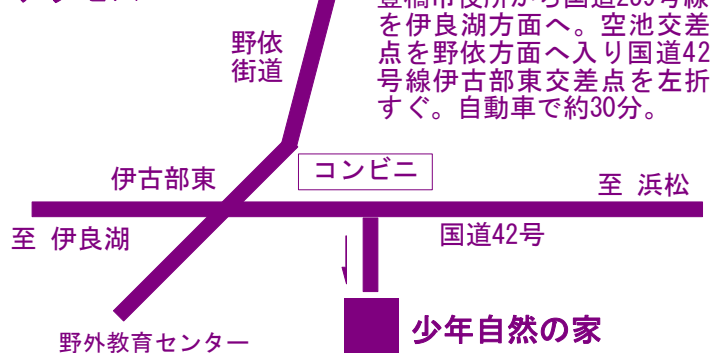 を伊良湖方面へ。空池交差
点を野依方面へ入り国道42
号線伊古部東交差点を左折
すぐ。自動車で約30分。
野依
街道
コンビニ
伊古部東
至 浜松
至 伊良湖
国道42号
少年自然の家
野外教育センター